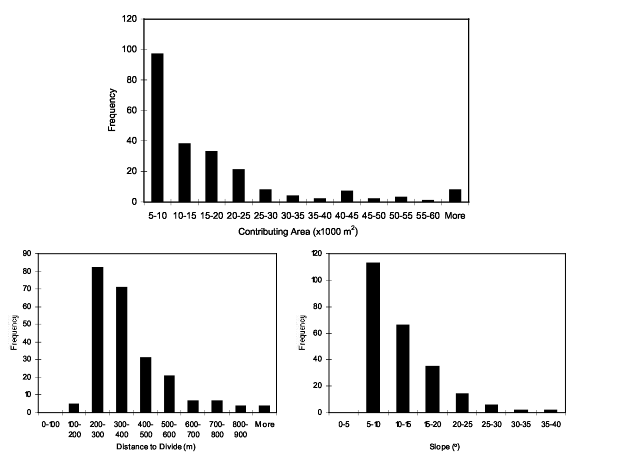 120
100
80
60
40
20
0
Frequency
5-10 10-15 15-20 20-25 25-30 30-35 35-40 40-45 45-50 50-55 55-60 More
Contributing Area (x1000 m²)
90
80
70
60
50
40
30
20
10
0
Frequency
0-100 100-200 200-300 300-400 400-500 500-600 600-700 700-800 800-900 More
Distance to Divide (m)
120
100
80
60
40
20
0
Frequency
0-5 5-10 10-15 15-20 20-25 25-30 30-35 35-40
Slope (º)